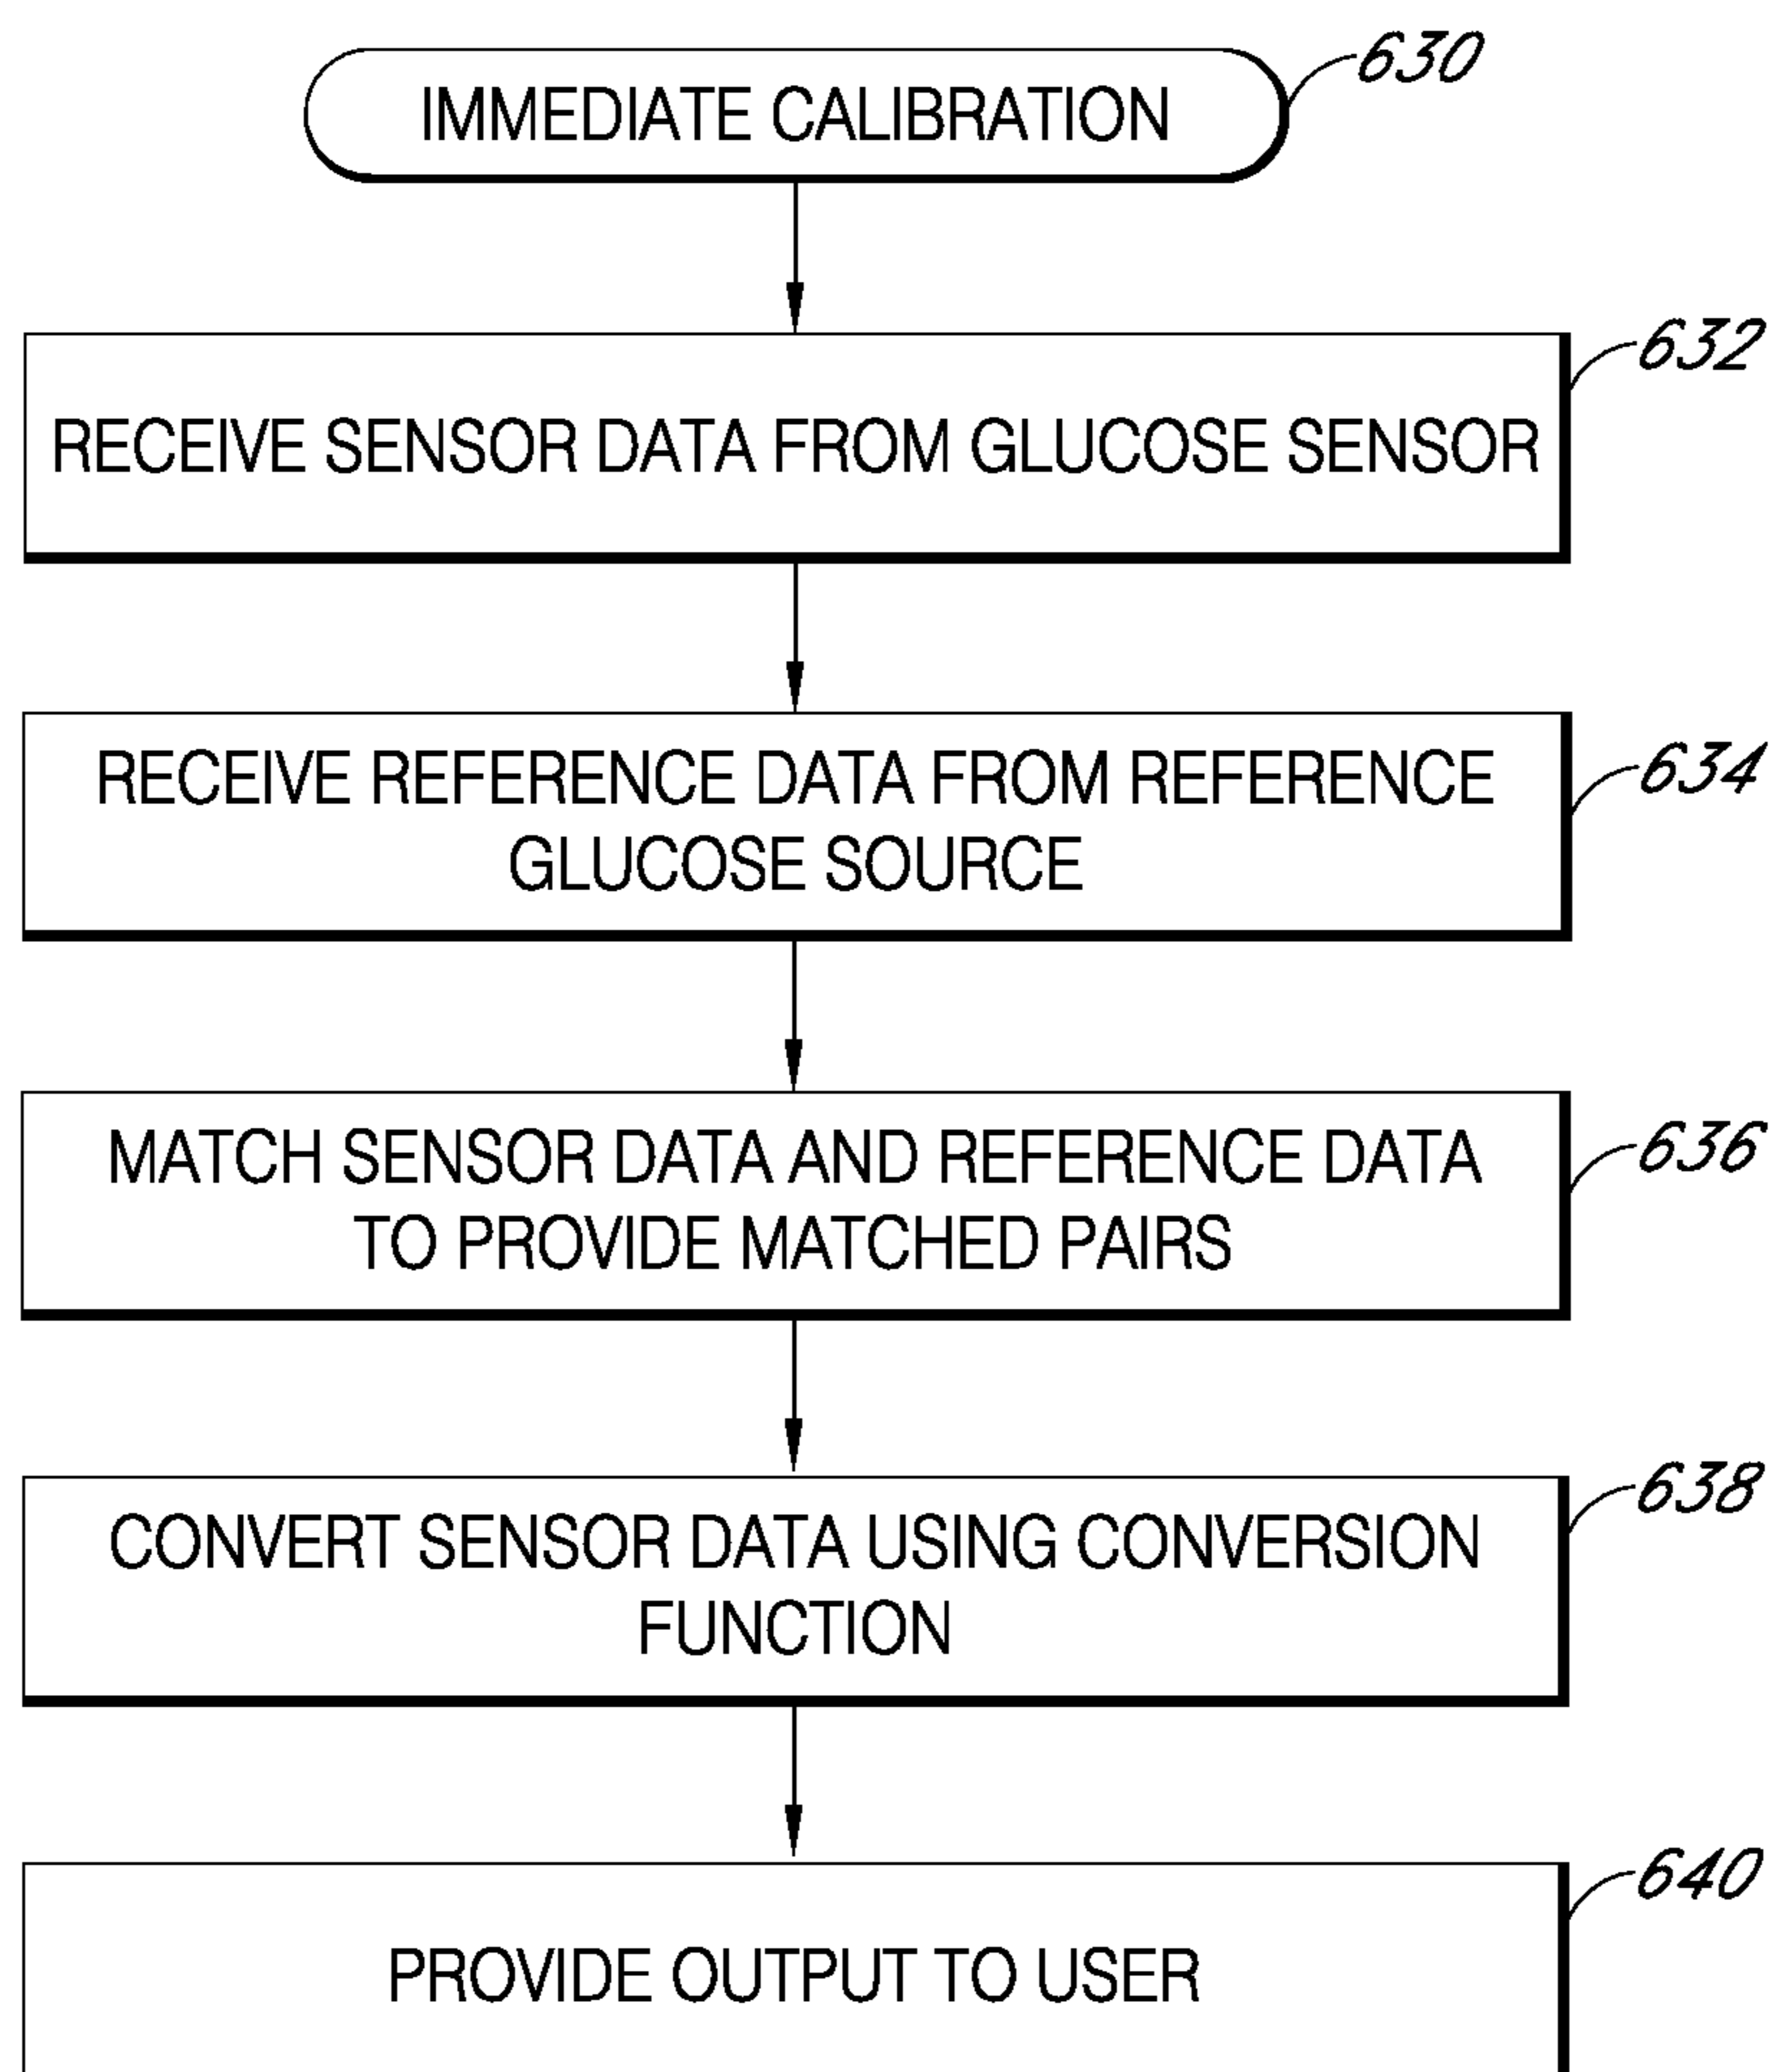 IMMEDIATE CALIBRATION
630
RECEIVE SENSOR DATA FROM GLUCOSE SENSOR
632
RECEIVE REFERENCE DATA FROM REFERENCE
GLUCOSE SOURCE
634
MATCH SENSOR DATA AND REFERENCE DATA
TO PROVIDE MATCHED PAIRS
636
CONVERT SENSOR DATA USING CONVERSION
FUNCTION
638
PROVIDE OUTPUT TO USER
640